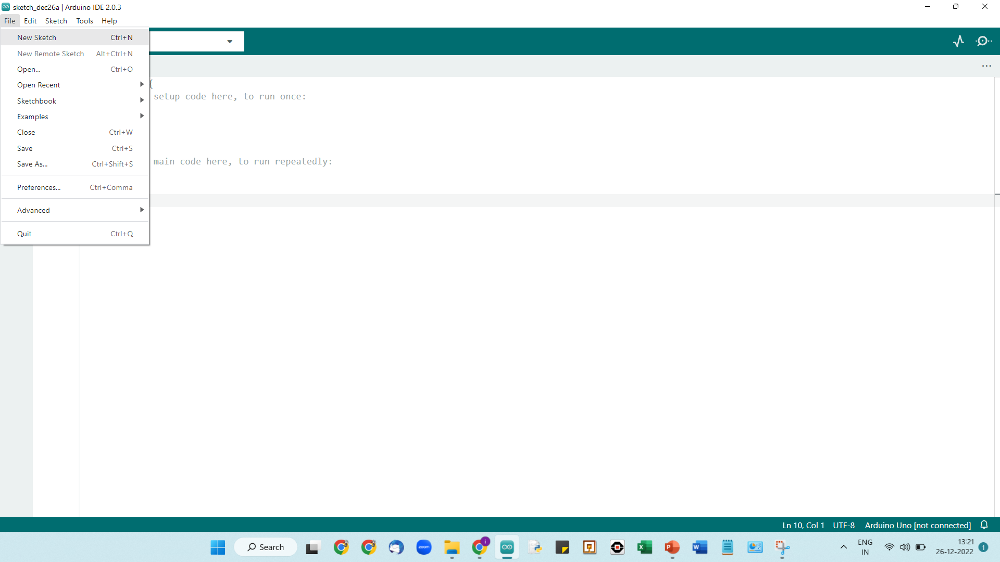 sketch_dec26a | Arduino IDE 2.0.3
File Edit Sketch Tools Help
New Sketch Ctrl+N
New Remote Sketch Alt+Ctrl+N
Open... Ctrl+O
Open Recent
{
Sketchbook
setup code here, to run once:
Examples
Close Ctrl+W
Save Ctrl+S
Save As... Ctrl+Shift+S
main code here, to run repeatedly:
Preferences... Ctrl+Comma
Advanced
Quit Ctrl+Q
Ln 10, Col 1 UTF-8 Arduino Uno [not connected]
Search
zoom
i
ENG
IN
13:21
26-12-2022
1